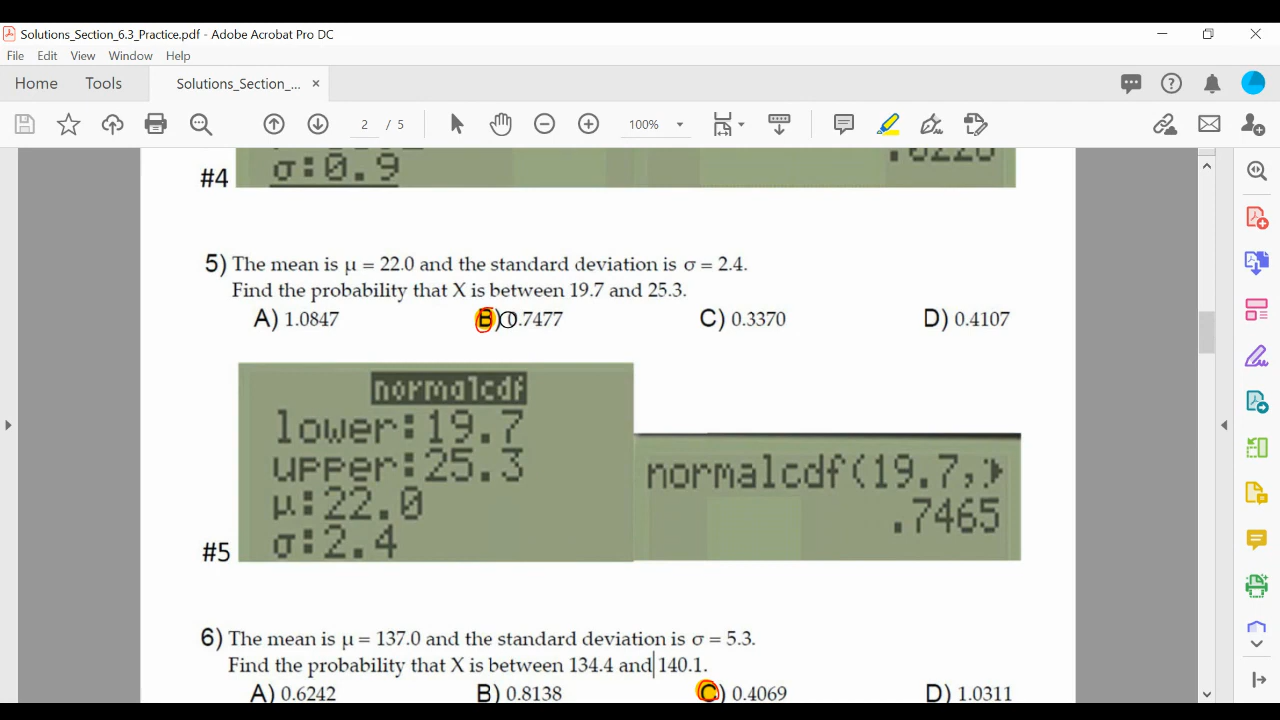 Solutions_Section_6.3_Practice.pdf - Adobe Acrobat Pro DC
File Edit View Window Help
Home Tools Solutions_Section_... ×
2 / 5 100%
#4 σ:0.9
5) The mean is μ = 22.0 and the standard deviation is σ = 2.4.
Find the probability that X is between 19.7 and 25.3.
A) 1.0847 B) 0.7477 C) 0.3370 D) 0.4107
normalcdf
lower:19.7
upper:25.3
μ:22.0
σ:2.4
normalcdf(19.7,
.7465
#5
6) The mean is μ = 137.0 and the standard deviation is σ = 5.3.
Find the probability that X is between 134.4 and 140.1.
A) 0.6242 B) 0.8138 C) 0.4069 D) 1.0311